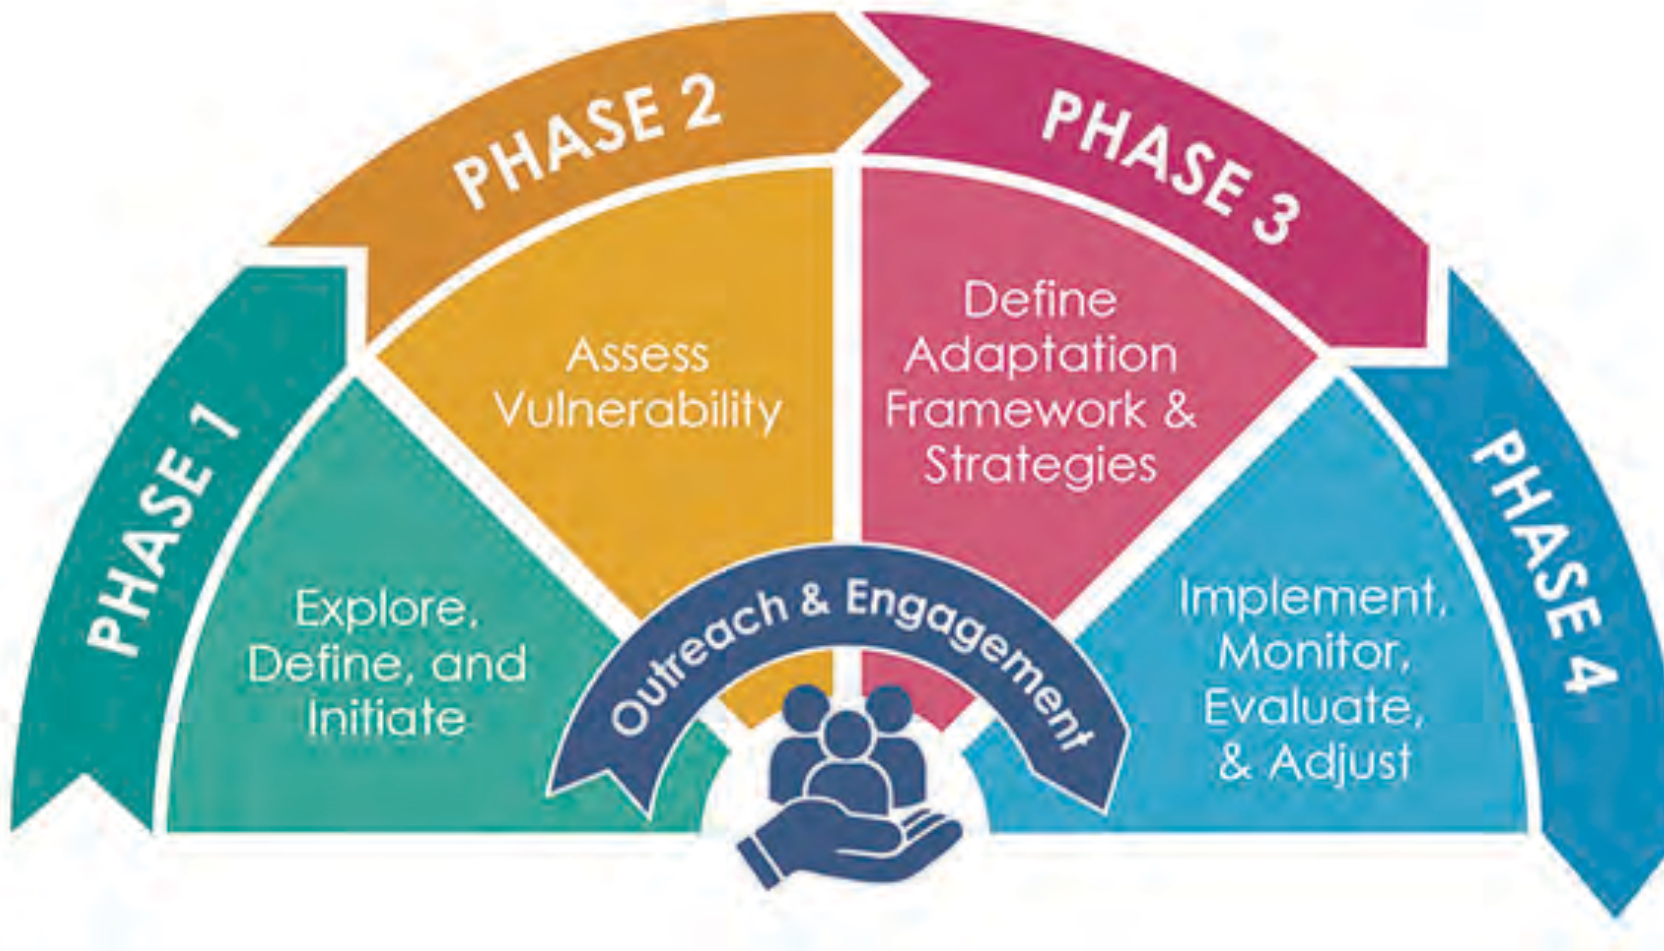 PHASE 1
Explore,
Define, and
Initiate
PHASE 2
Assess
Vulnerability
PHASE 3
Define
Adaptation
Framework &
Strategies
PHASE 4
Implement,
Monitor,
Evaluate,
& Adjust
Outreach & Engagement